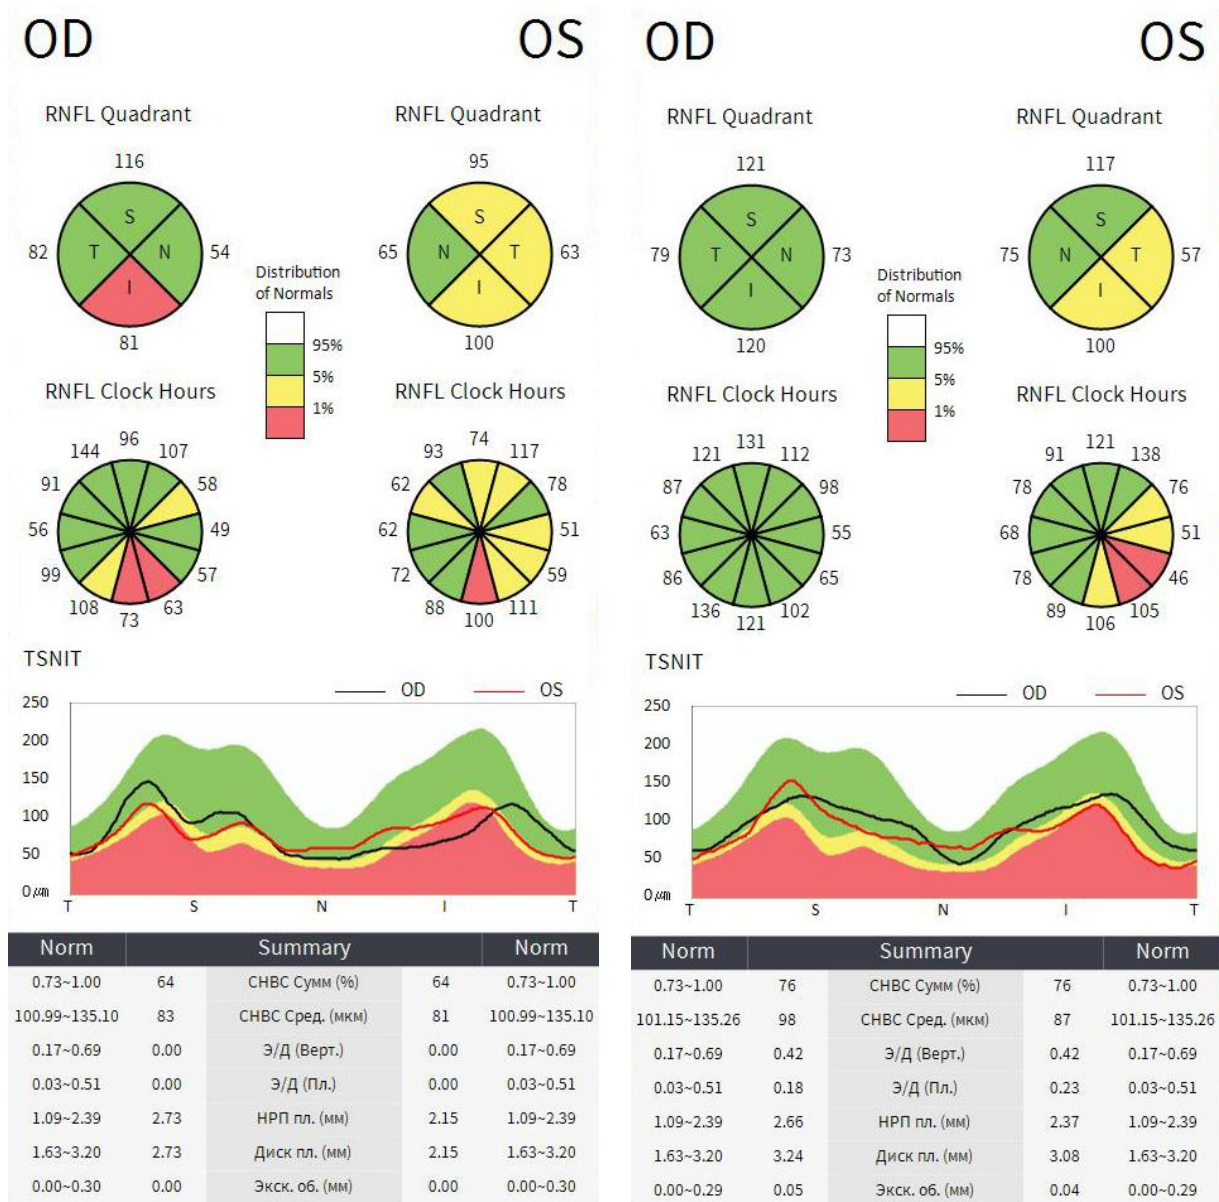 OD OS
RNFL Quadrant RNFL Quadrant
116 95
S S
82 T N 54 65 N T 63
I I
81 100
Distribution
of Normals
95%
5%
1%
RNFL Clock Hours RNFL Clock Hours
96 74
144 107 93 117
91 58 62 78
56 49 62 51
99 57 72 59
108 63 88 111
73 100
TSNIT
OD OS
250
200
150
100
50
0 μm
T S N I T
Norm Summary Norm
0.73~1.00 64 СНВС Сумм (%) 64 0.73~1.00
100.99~135.10 83 СНВС Сред. (мкм) 81 100.99~135.10
0.17~0.69 0.00 Э/Д (Верт.) 0.00 0.17~0.69
0.03~0.51 0.00 Э/Д (Пл.) 0.00 0.03~0.51
1.09~2.39 2.73 НРП пл. (мм) 2.15 1.09~2.39
1.63~3.20 2.73 Диск пл. (мм) 2.15 1.63~3.20
0.00~0.30 0.00 Экск. об. (мм) 0.00 0.00~0.30
OD OS
RNFL Quadrant RNFL Quadrant
121 117
S S
79 T N 73 75 N T 57
I I
120 100
Distribution
of Normals
95%
5%
1%
RNFL Clock Hours RNFL Clock Hours
131 121
121 112 91 138
87 98 78 76
63 55 68 51
86 65 78 46
136 102 89 105
121 106
TSNIT
OD OS
250
200
150
100
50
0 μm
T S N I T
Norm Summary Norm
0.73~1.00 76 СНВС Сумм (%) 76 0.73~1.00
101.15~135.26 98 СНВС Сред. (мкм) 87 101.15~135.26
0.17~0.69 0.42 Э/Д (Верт.) 0.42 0.17~0.69
0.03~0.51 0.18 Э/Д (Пл.) 0.23 0.03~0.51
1.09~2.39 2.66 НРП пл. (мм) 2.37 1.09~2.39
1.63~3.20 3.24 Диск пл. (мм) 3.08 1.63~3.20
0.00~0.29 0.05 Экск. об. (мм) 0.04 0.00~0.29